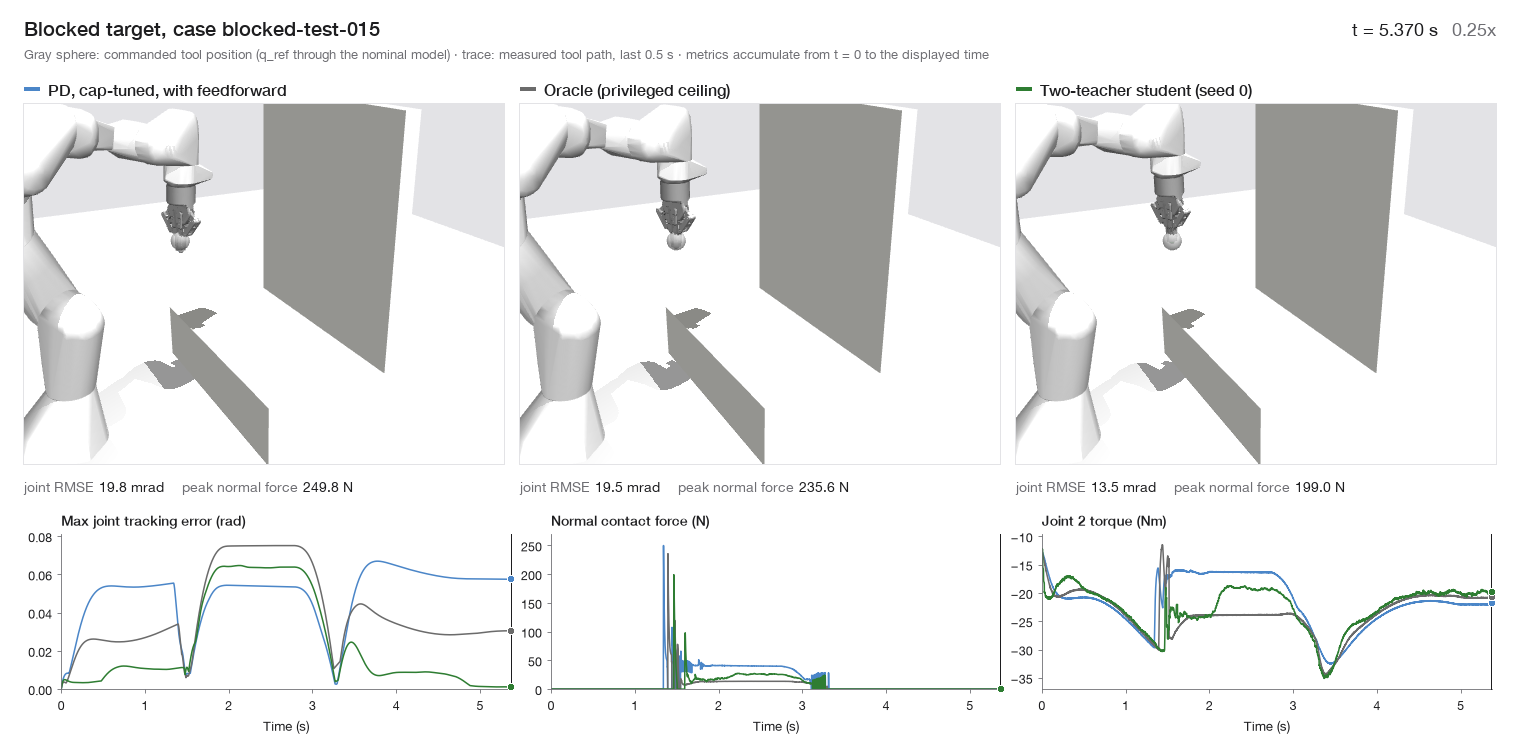 Blocked target, case blocked-test-015
t = 5.370 s 0.25x
Gray sphere: commanded tool position (q_ref through the nominal model) · trace: measured tool path, last 0.5 s · metrics accumulate from t = 0 to the displayed time
PD, cap-tuned, with feedforward
Oracle (privileged ceiling)
Two-teacher student (seed 0)
joint RMSE 19.8 mrad peak normal force 249.8 N
joint RMSE 19.5 mrad peak normal force 235.6 N
joint RMSE 13.5 mrad peak normal force 199.0 N
Max joint tracking error (rad)
0.08
0.06
0.04
0.02
0.00
0 1 2 3 4 5
Time (s)
Normal contact force (N)
250
200
150
100
50
0
0 1 2 3 4 5
Time (s)
Joint 2 torque (Nm)
−10
−15
−20
−25
−30
−35
0 1 2 3 4 5
Time (s)